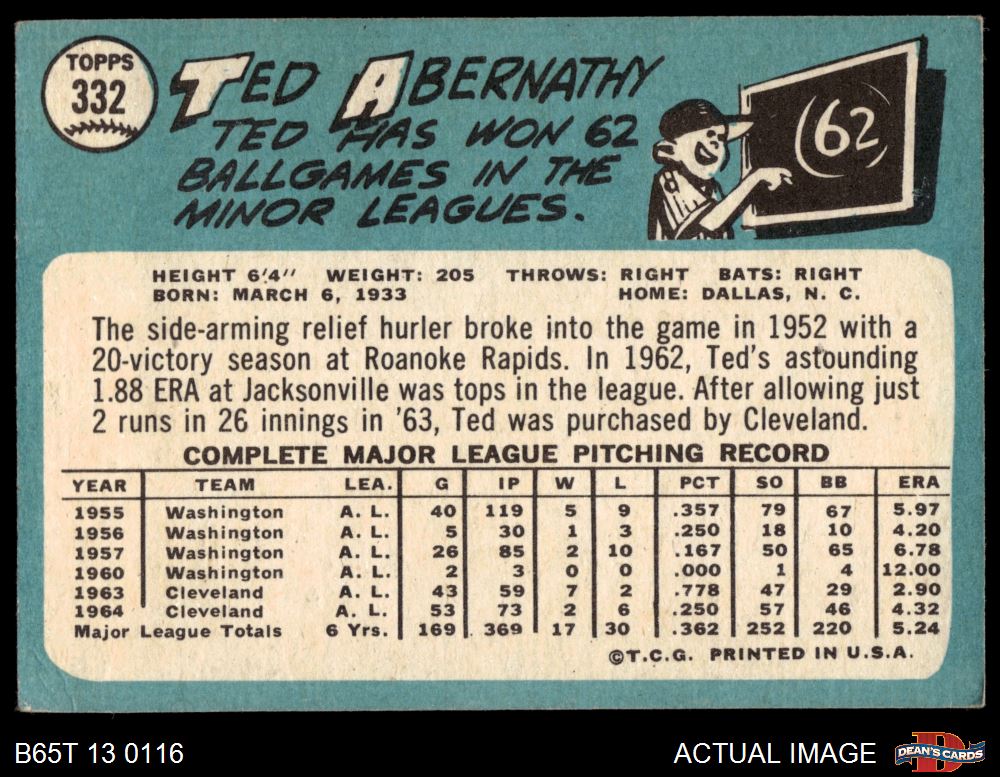 TOPPS
332
TED ABERNATHY
TED HAS WON 62
BALLGAMES IN THE
MINOR LEAGUES.
(62)
HEIGHT 6'4" WEIGHT: 205 THROWS: RIGHT BATS: RIGHT
BORN: MARCH 6, 1933 HOME: DALLAS, N. C.
The side-arming relief hurler broke into the game in 1952 with a
20-victory season at Roanoke Rapids. In 1962, Ted's astounding
1.88 ERA at Jacksonville was tops in the league. After allowing just
2 runs in 26 innings in '63, Ted was purchased by Cleveland.
COMPLETE MAJOR LEAGUE PITCHING RECORD
YEAR TEAM LEA. G IP W L PCT SO BB ERA
1955 Washington A. L. 40 119 5 9 .357 79 67 5.97
1956 Washington A. L. 5 30 1 3 .250 18 10 4.20
1957 Washington A. L. 26 85 2 10 .167 50 65 6.78
1960 Washington A. L. 2 3 0 0 .000 1 4 12.00
1963 Cleveland A. L. 43 59 7 2 .778 47 29 2.90
1964 Cleveland A. L. 53 73 2 6 .250 57 46 4.32
Major League Totals 6 Yrs. 169 369 17 30 .362 252 220 5.24
©T.C.G. PRINTED IN U.S.A.
B65T 13 0116 ACTUAL IMAGE D DEAN'S CARDS